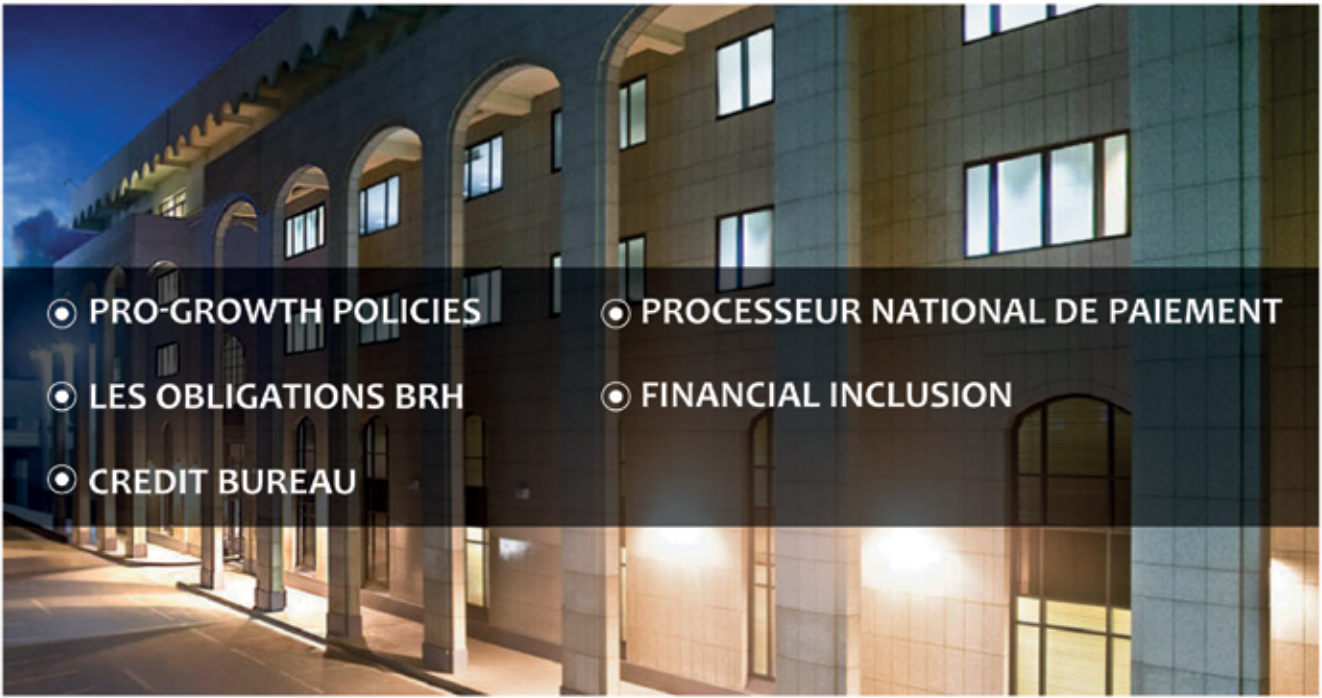 PRO-GROWTH POLICIES
LES OBLIGATIONS BRH
CREDIT BUREAU
PROCESSEUR NATIONAL DE PAIEMENT
FINANCIAL INCLUSION